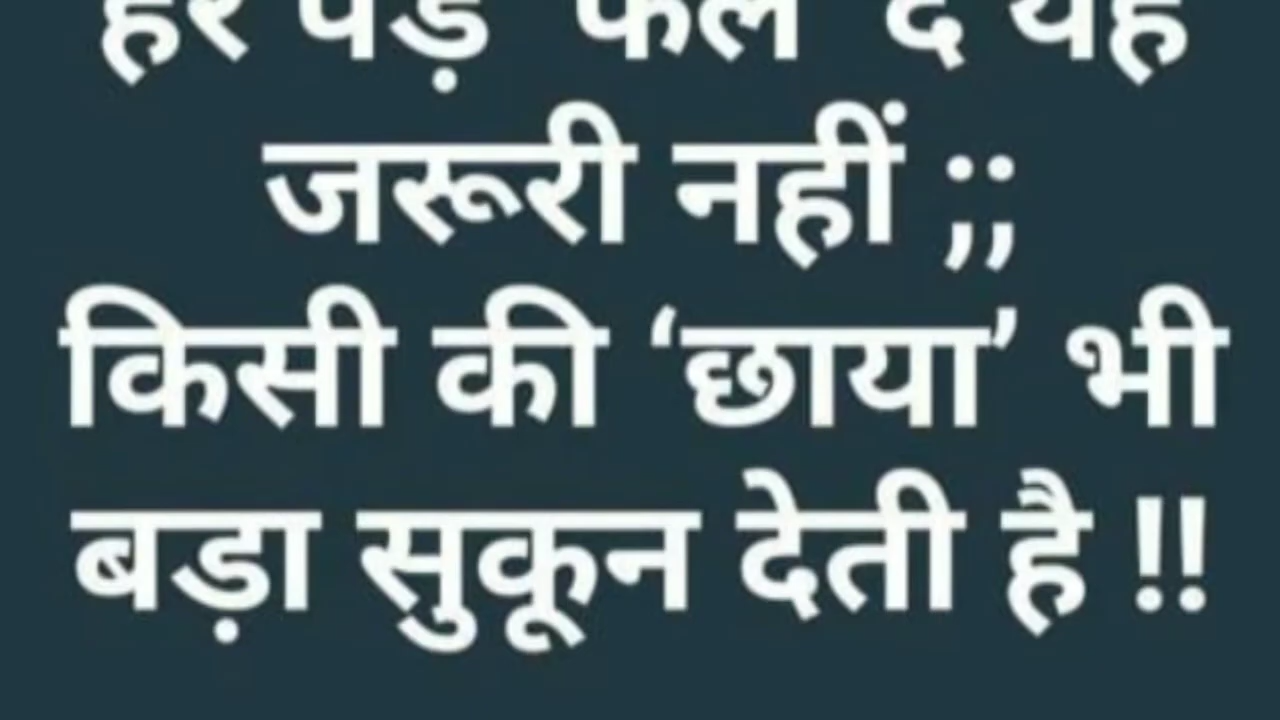 हर पेड़ 'फल' दे यह
जरूरी नहीं ;;
किसी की ‘छाया’ भी
बड़ा सुकून देती है !!